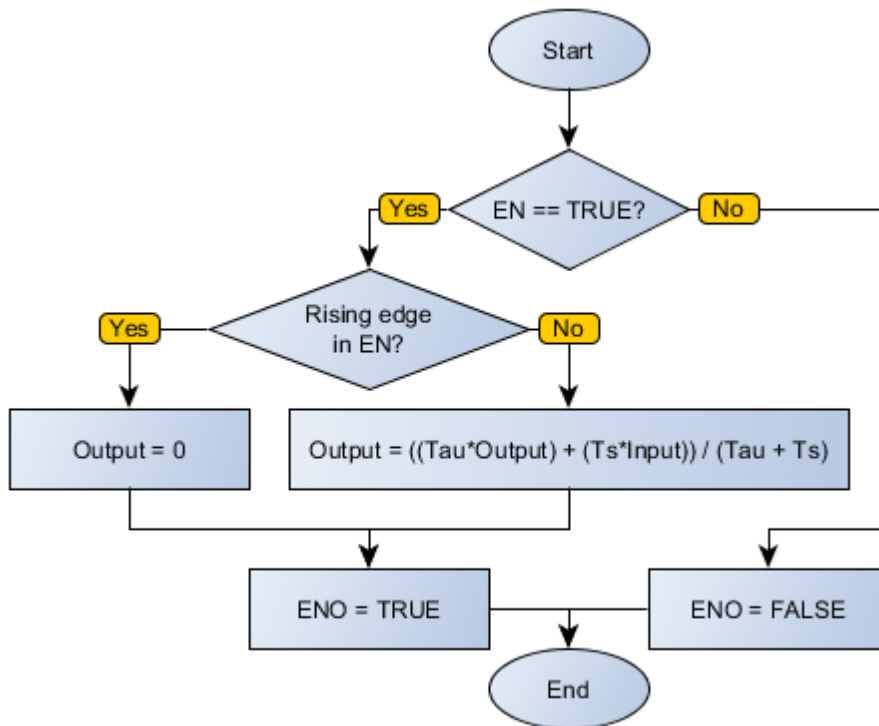 Start
EN == TRUE?
Yes
No
Rising edge
in EN?
Yes
No
Output = 0
Output = ((Tau*Output) + (Ts*Input)) / (Tau + Ts)
ENO = TRUE
ENO = FALSE
End